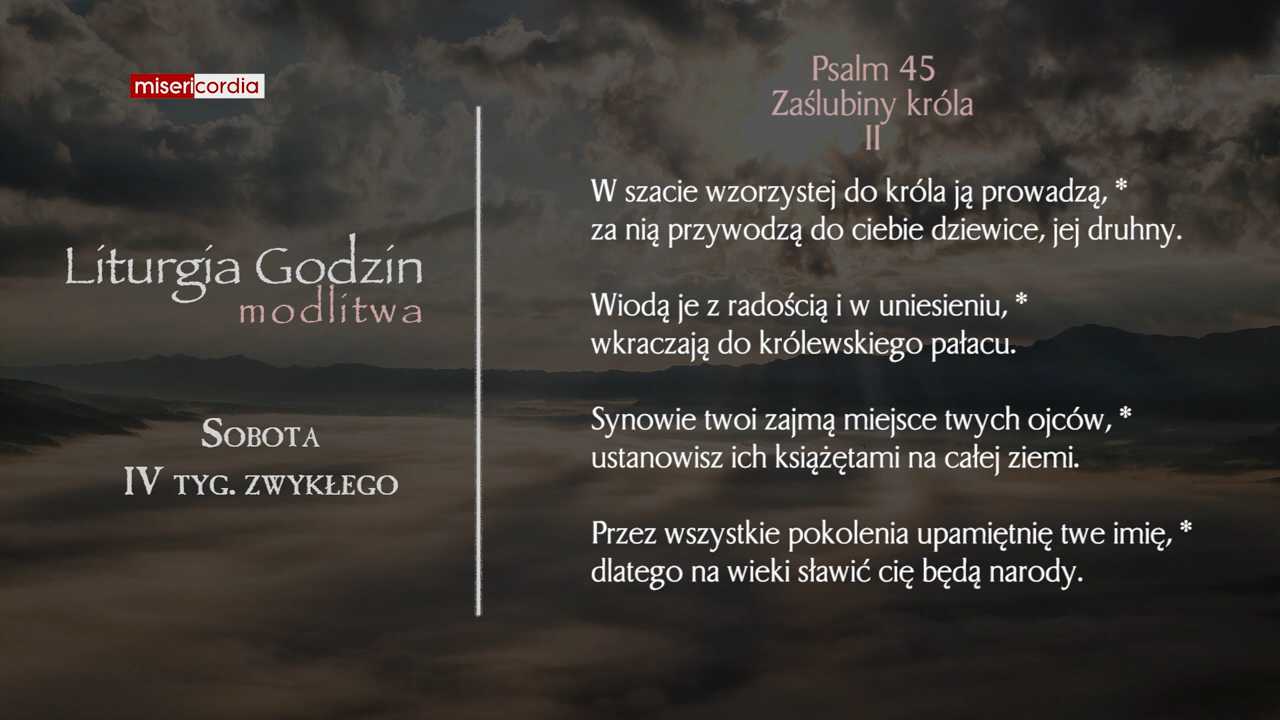 misericordia
Liturgia Godzin
modlitwa
Sobota
IV tyg. zwykłego
Psalm 45
Zaślubiny króla
II
W szacie wzorzystej do króla ją prowadzą, *
za nią przywodzą do ciebie dziewice, jej druhny.
Wiodą je z radością i w uniesieniu, *
wkraczają do królewskiego pałacu.
Synowie twoi zajmą miejsce twych ojców, *
ustanowisz ich książętami na całej ziemi.
Przez wszystkie pokolenia upamiętnię twe imię, *
dlatego na wieki sławić cię będą narody.